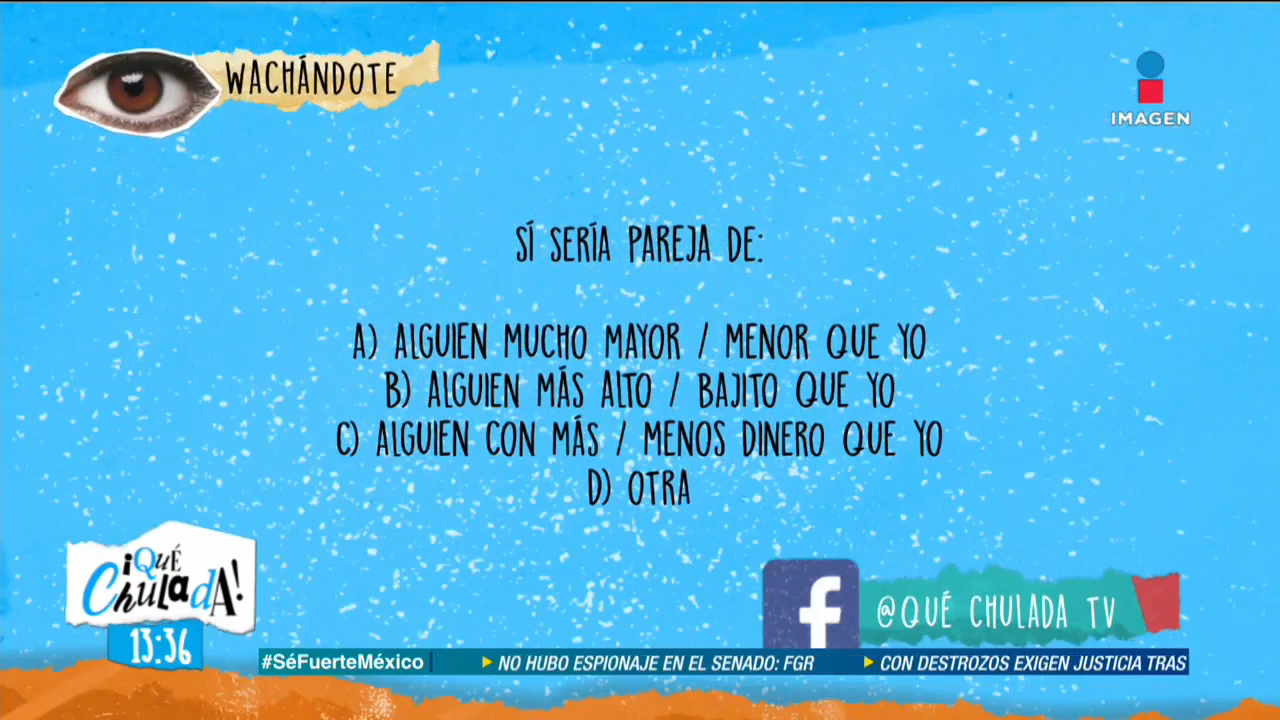 WACHÁNDOTE
IMAGEN
SÍ SERÍA PAREJA DE:
A) ALGUIEN MUCHO MAYOR / MENOR QUE YO
B) ALGUIEN MÁS ALTO / BAJITO QUE YO
C) ALGUIEN CON MÁS / MENOS DINERO QUE YO
D) OTRA
¡QUÉ
ChuladA!
13:36
f @QUÉ CHULADA TV
#SéFuerteMéxico NO HUBO ESPIONAJE EN EL SENADO: FGR CON DESTROZOS EXIGEN JUSTICIA TRAS